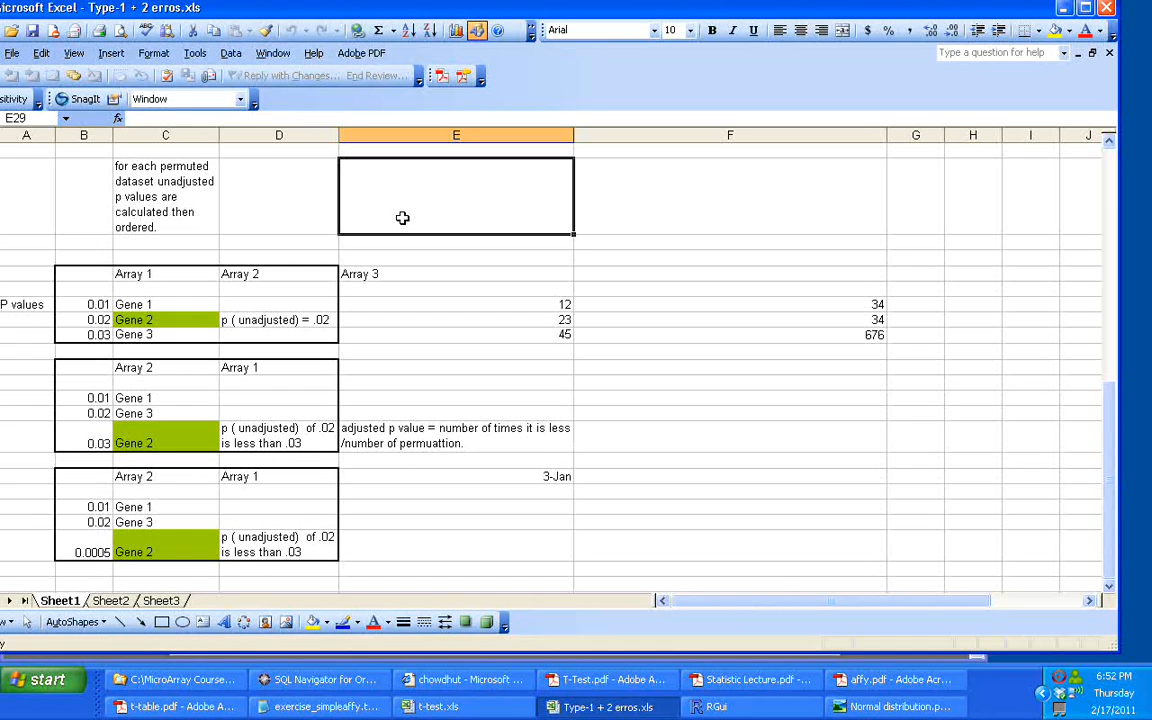 Microsoft Excel - Type-1 + 2 erros.xls
Arial 10 B I U $ % ,
File Edit View Insert Format Tools Data Window Help Adobe PDF Type a question for help
Reply with Changes... End Review...
sitivity SnagIt Window
E29 fx
A B C D E F G H I J
for each permuted
dataset unadjusted
p values are
calculated then
ordered.
Array 1 Array 2 Array 3
P values 0.01 Gene 1 12 34
0.02 Gene 2 p ( unadjusted) = .02 23 34
0.03 Gene 3 45 676
Array 2 Array 1
0.01 Gene 1
0.02 Gene 3
p ( unadjusted) of .02 adjusted p value = number of times it is less
0.03 Gene 2 is less than .03 /number of permuattion.
Array 2 Array 1 3-Jan
0.01 Gene 1
0.02 Gene 3
p ( unadjusted) of .02
0.0005 Gene 2 is less than .03
Sheet1 Sheet2 Sheet3
AutoShapes
start C:\MicroArray Course... SQL Navigator for Or... chowdhut - Microsoft ... T-Test.pdf - Adobe A... Statistic Lecture.pdf -... affy.pdf - Adobe Acr... 6:52 PM
Thursday
t-table.pdf - Adobe A... exercise_simpleaffy.t... t-test.xls Type-1 + 2 erros.xls RGui Normal distribution.p... 2/17/2011